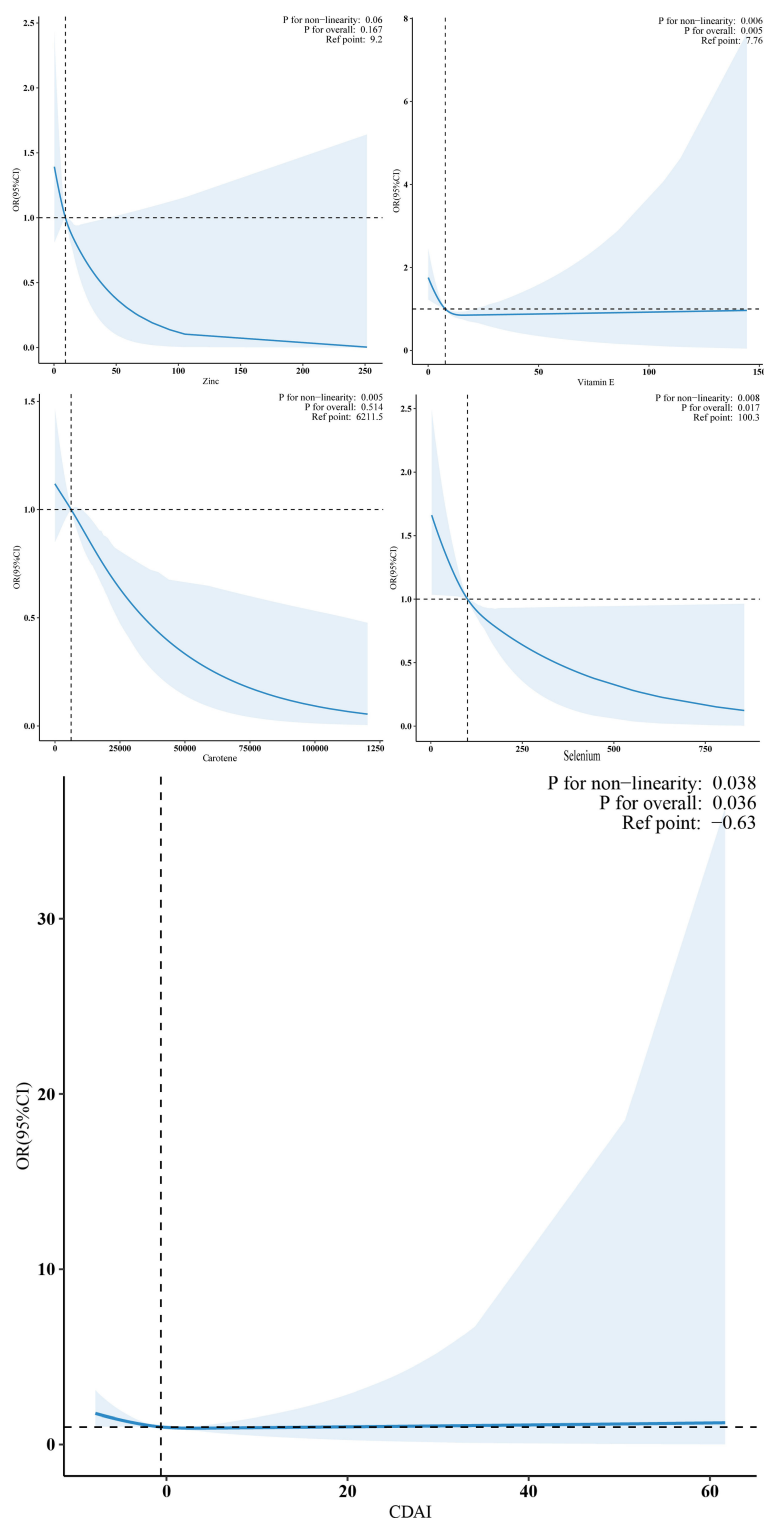 P for non−linearity: 0.06
P for overall: 0.167
Ref point: 9.2
OR(95%CI)
2.5
2.0
1.5
1.0
0.5
0.0
0 50 100 150 200 250
Zinc
P for non−linearity: 0.006
P for overall: 0.005
Ref point: 7.76
OR(95%CI)
8
6
4
2
0
0 50 100 150
Vitamin E
P for non−linearity: 0.005
P for overall: 0.514
Ref point: 6211.5
OR(95%CI)
1.5
1.0
0.5
0.0
0 25000 50000 75000 100000 1250
Carotene
P for non−linearity: 0.008
P for overall: 0.017
Ref point: 100.3
OR(95%CI)
2.5
2.0
1.5
1.0
0.5
0.0
0 250 500 750
Selenium
P for non−linearity: 0.038
P for overall: 0.036
Ref point: −0.63
OR(95%CI)
30
20
10
0
0 20 40 60
CDAI